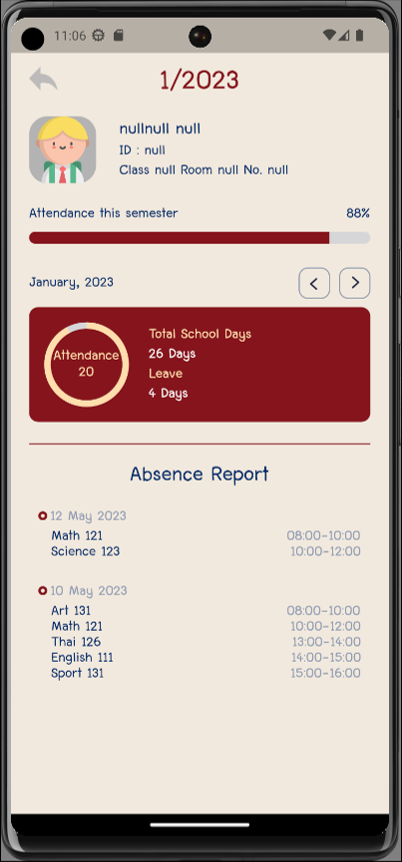 11:06
1/2023
nullnull null
ID : null
Class null Room null No. null
Attendance this semester 88%
January, 2023
Attendance
20
Total School Days
26 Days
Leave
4 Days
Absence Report
12 May 2023
Math 121 08:00-10:00
Science 123 10:00-12:00
10 May 2023
Art 131 08:00-10:00
Math 121 10:00-12:00
Thai 126 13:00-14:00
English 111 14:00-15:00
Sport 131 15:00-16:00